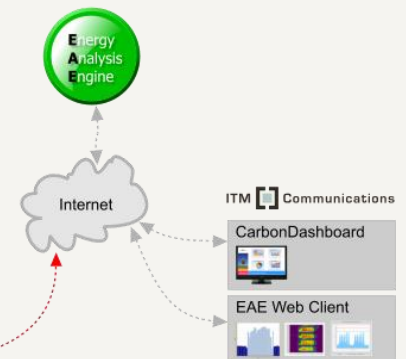 Energy
Analysis
Engine
Internet
ITM Communications
CarbonDashboard
EAE Web Client